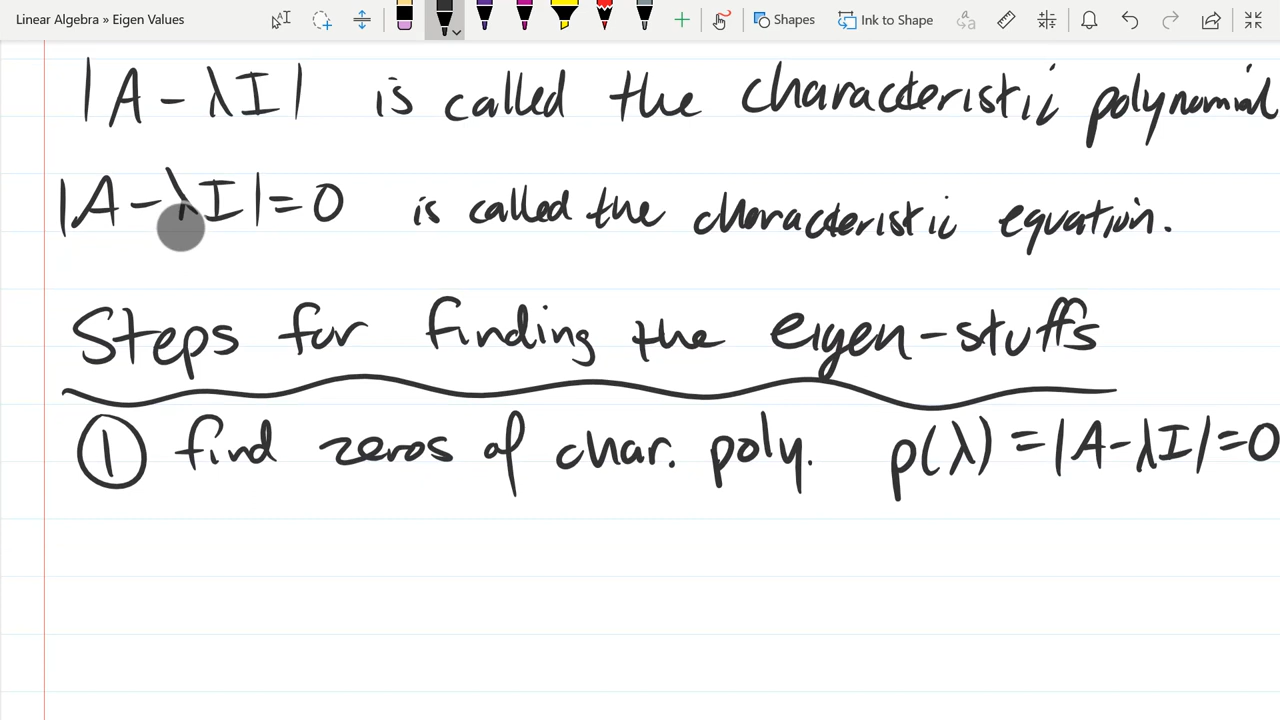 Linear Algebra » Eigen Values
Shapes
Ink to Shape
|A - λI| is called the characteristic polynomial
|A - λI| = 0 is called the characteristic equation.
Steps for finding the eigen-stuffs
① find zeros of char. poly. p(λ) = |A - λI| = 0